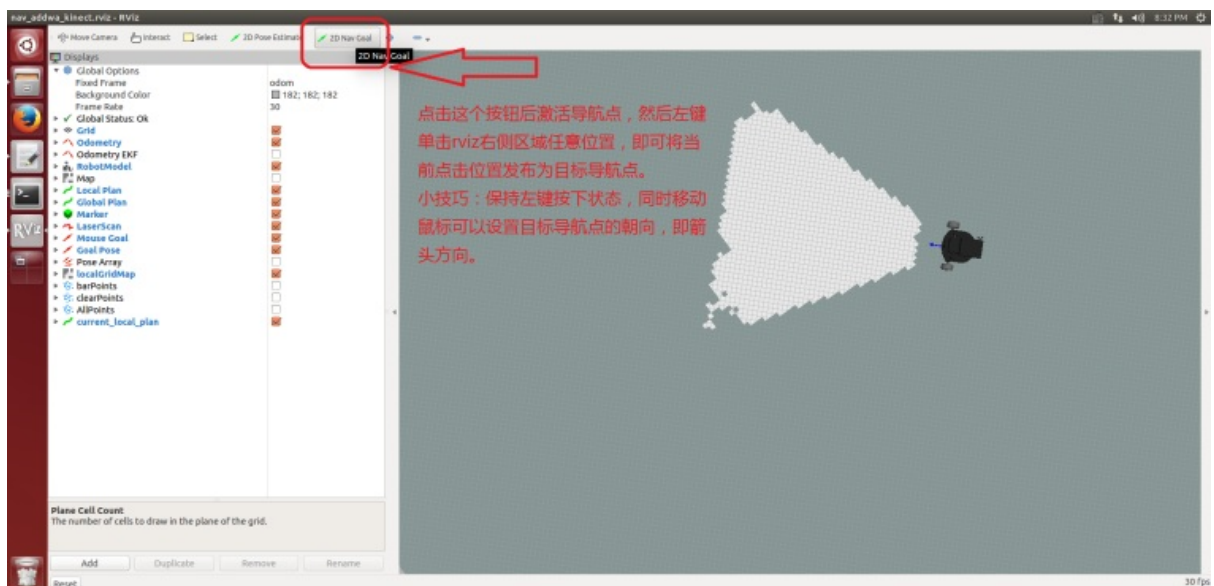 nav_addwa_kinect.rviz - RViz
8:32 PM
Move Camera Interact Select 2D Pose Estimate 2D Nav Goal
2D Nav Goal
Displays
Global Options
Fixed Frame odom
Background Color 182; 182; 182
Frame Rate 30
Global Status: Ok
Grid
Odometry
Odometry EKF
RobotModel
Map
Local Plan
Global Plan
Marker
LaserScan
Mouse Goal
Goal Pose
Pose Array
localGridMap
barPoints
clearPoints
AllPoints
current_local_plan
点击这个按钮后激活导航点，然后左键
单击rviz右侧区域任意位置，即可将当
前点击位置发布为目标导航点。
小技巧：保持左键按下状态，同时移动
鼠标可以设置目标导航点的朝向，即箭
头方向。
RViz
Plane Cell Count
The number of cells to draw in the plane of the grid.
Add Duplicate Remove Rename
Reset
30 fps